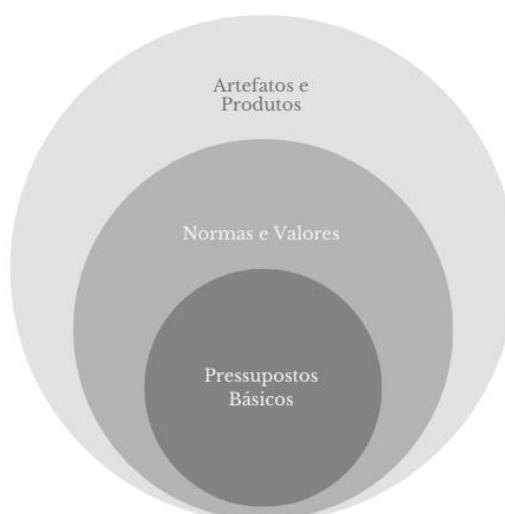 Artefatos e
Produtos
Normas e Valores
Pressupostos
Básicos